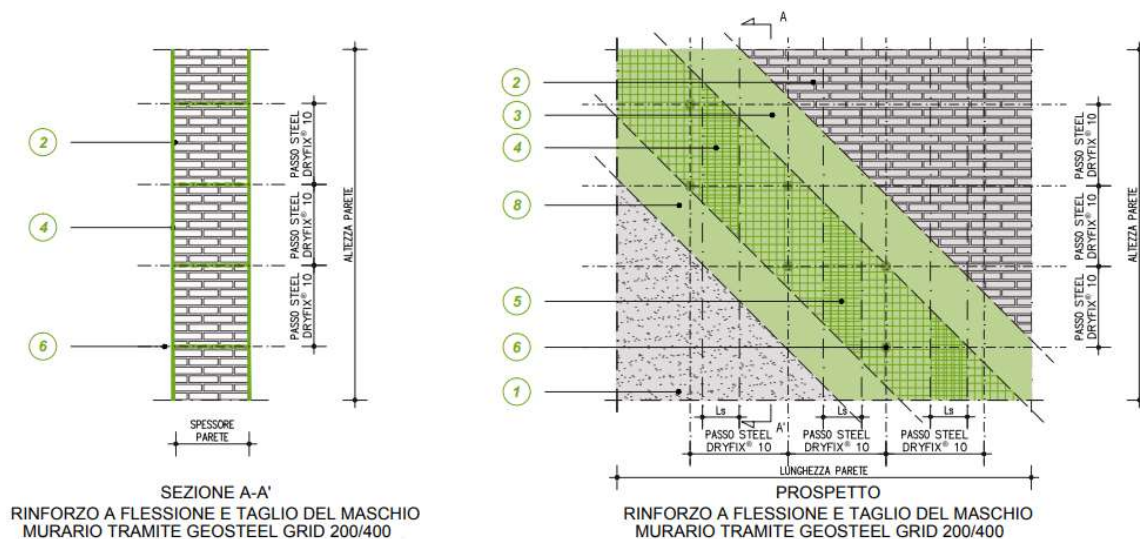 2
4
6
PASSO STEEL
DRYFIX® 10
PASSO STEEL
DRYFIX® 10
PASSO STEEL
DRYFIX® 10
ALTEZZA PARETE
SPESSORE
PARETE
SEZIONE A-A'
RINFORZO A FLESSIONE E TAGLIO DEL MASCHIO
MURARIO TRAMITE GEOSTEEL GRID 200/400
A
2
3
4
8
5
6
1
PASSO STEEL
DRYFIX® 10
PASSO STEEL
DRYFIX® 10
PASSO STEEL
DRYFIX® 10
ALTEZZA PARETE
Ls
A'
Ls
Ls
PASSO STEEL
DRYFIX® 10
PASSO STEEL
DRYFIX® 10
PASSO STEEL
DRYFIX® 10
LUNGHEZZA PARETE
PROSPETTO
RINFORZO A FLESSIONE E TAGLIO DEL MASCHIO
MURARIO TRAMITE GEOSTEEL GRID 200/400